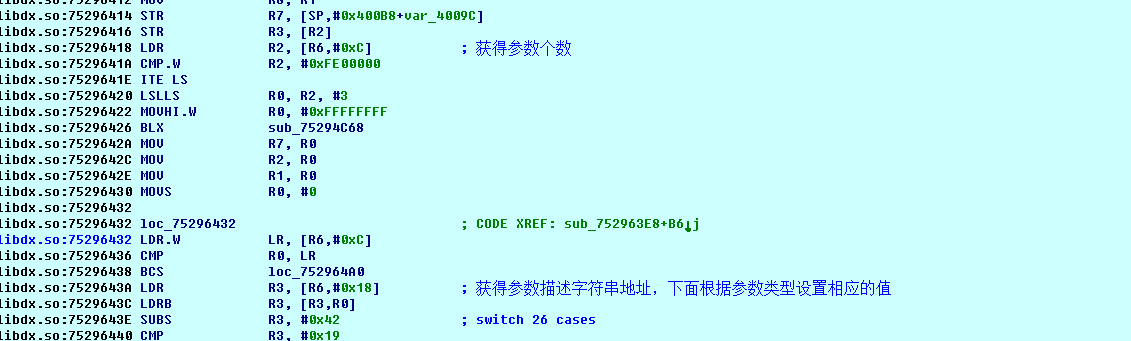 libdx.so:75296412 MOV R0, R1
libdx.so:75296414 STR R7, [SP,#0x400B8+var_4009C]
libdx.so:75296416 STR R3, [R2]
libdx.so:75296418 LDR R2, [R6,#0xC] ; 获得参数个数
libdx.so:7529641A CMP.W R2, #0xFE00000
libdx.so:7529641E ITE LS
libdx.so:75296420 LSLLS R0, R2, #3
libdx.so:75296422 MOVHI.W R0, #0xFFFFFFFF
libdx.so:75296426 BLX sub_75294C68
libdx.so:7529642A MOV R7, R0
libdx.so:7529642C MOV R2, R0
libdx.so:7529642E MOV R1, R0
libdx.so:75296430 MOVS R0, #0
libdx.so:75296432
libdx.so:75296432 loc_75296432 ; CODE XREF: sub_752963E8+B6↓j
libdx.so:75296432 LDR.W LR, [R6,#0xC]
libdx.so:75296436 CMP R0, LR
libdx.so:75296438 BCS loc_752964A0
libdx.so:7529643A LDR R3, [R6,#0x18] ; 获得参数描述字符串地址，下面根据参数类型设置相应的值
libdx.so:7529643C LDRB R3, [R3,R0]
libdx.so:7529643E SUBS R3, #0x42 ; switch 26 cases
libdx.so:75296440 CMP R3, #0x19